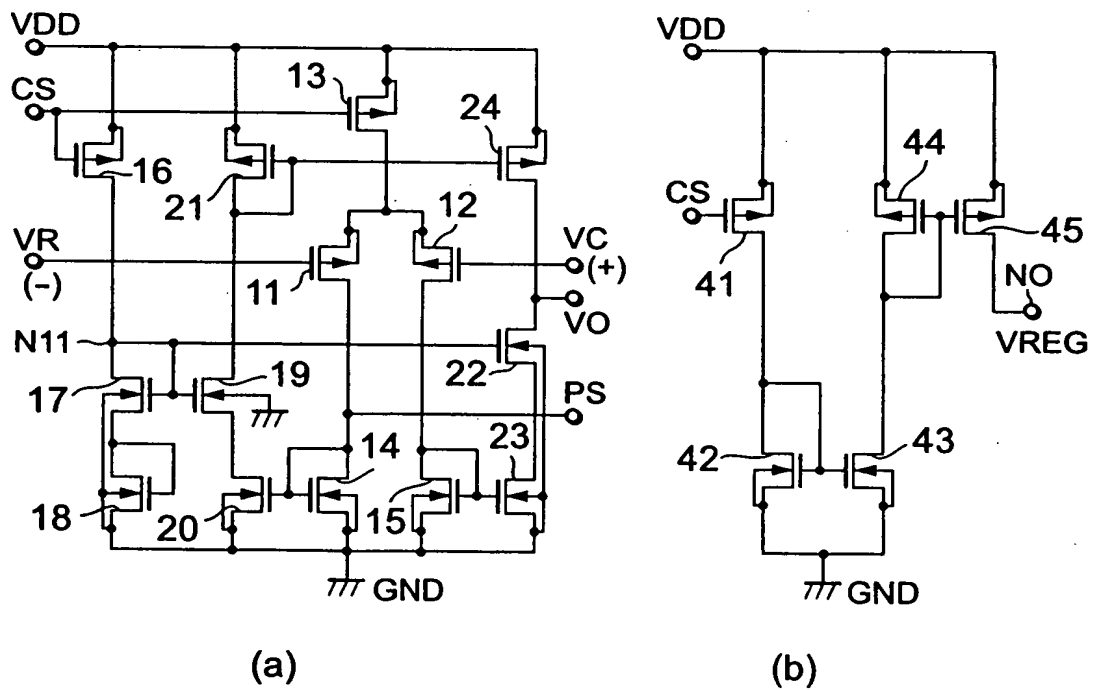 VDD
CS
13
24
16
21
12
VR
(−)
11
VC
(+)
VO
N11
22
17
19
PS
14
23
18
20
15
GND
(a)
VDD
44
CS
41
45
NO
VREG
42
43
GND
(b)